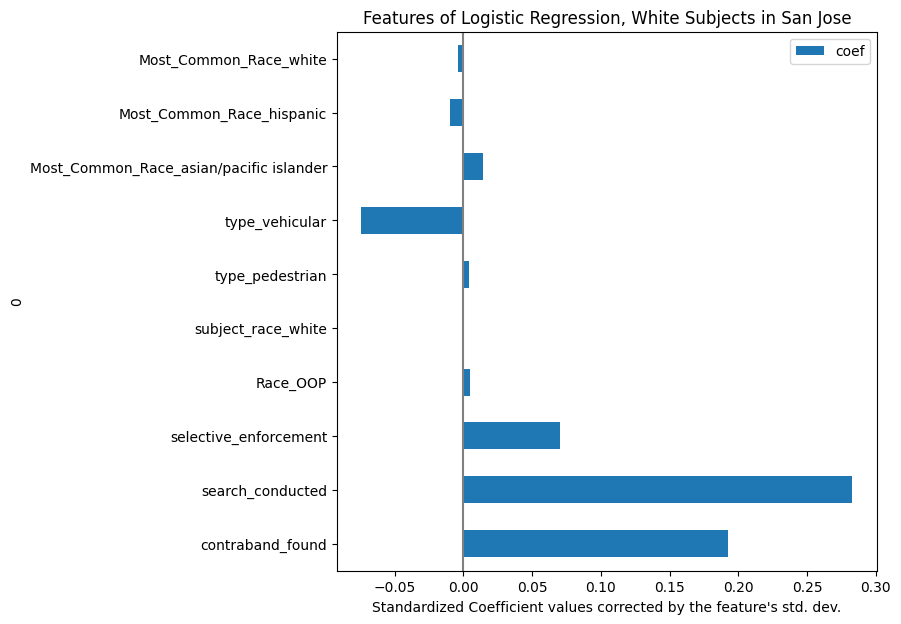 Features of Logistic Regression, White Subjects in San Jose
coef
Most_Common_Race_white
Most_Common_Race_hispanic
Most_Common_Race_asian/pacific islander
type_vehicular
type_pedestrian
subject_race_white
Race_OOP
selective_enforcement
search_conducted
contraband_found
0
−0.05 0.00 0.05 0.10 0.15 0.20 0.25 0.30
Standardized Coefficient values corrected by the feature's std. dev.